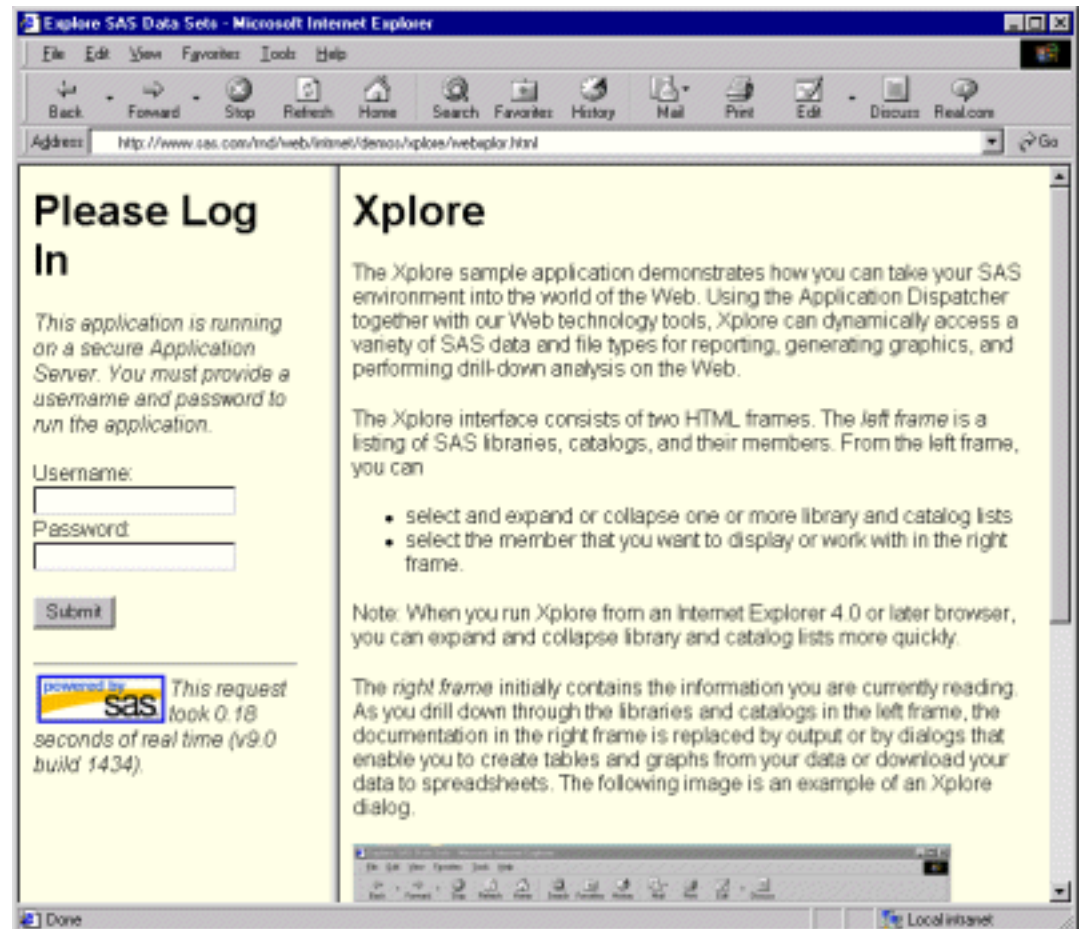 Explore SAS Data Sets - Microsoft Internet Explorer
File Edit View Favorites Tools Help
Back Forward Stop Refresh Home Search Favorites History Mail Print Edit Discuss Real.com
Address http://www.sas.com/rnd/web/intrnet/demos/xplore/webxplor.html Go
Please Log
In
This application is running
on a secure Application
Server. You must provide a
username and password to
run the application.
Username:
Password:
Submit
powered by
sas
This request
took 0.18
seconds of real time (v9.0
build 1434).
Xplore
The Xplore sample application demonstrates how you can take your SAS
environment into the world of the Web. Using the Application Dispatcher
together with our Web technology tools, Xplore can dynamically access a
variety of SAS data and file types for reporting, generating graphics, and
performing drill-down analysis on the Web.
The Xplore interface consists of two HTML frames. The left frame is a
listing of SAS libraries, catalogs, and their members. From the left frame,
you can
• select and expand or collapse one or more library and catalog lists
• select the member that you want to display or work with in the right
frame.
Note: When you run Xplore from an Internet Explorer 4.0 or later browser,
you can expand and collapse library and catalog lists more quickly.
The right frame initially contains the information you are currently reading.
As you drill down through the libraries and catalogs in the left frame, the
documentation in the right frame is replaced by output or by dialogs that
enable you to create tables and graphs from your data or download your
data to spreadsheets. The following image is an example of an Xplore
dialog.
File Edit View Favorites Tools Help
Done
Local intranet